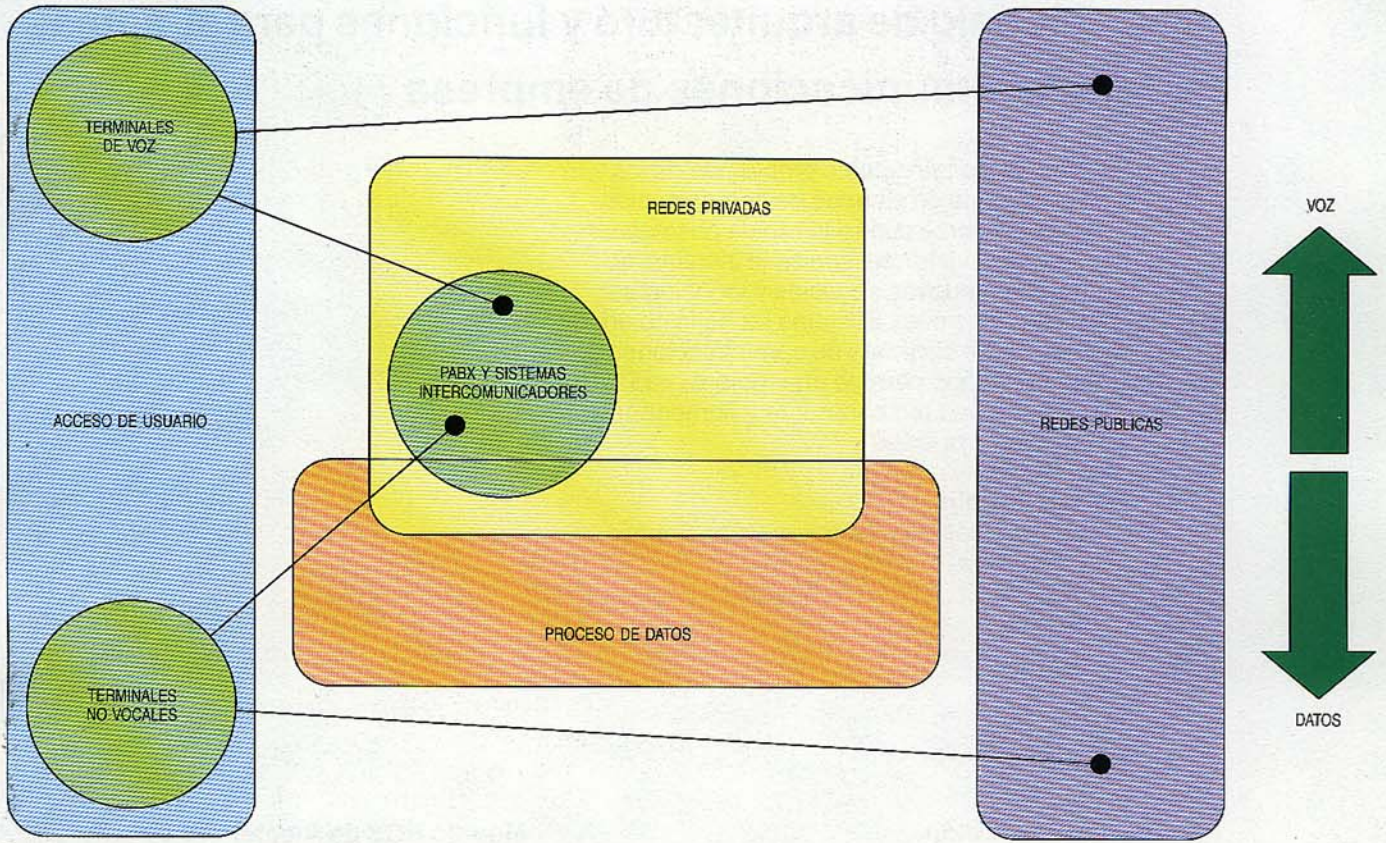 TERMINALES
DE VOZ
REDES PRIVADAS
VOZ
PABX Y SISTEMAS
INTERCOMUNICADORES
ACCESO DE USUARIO
REDES PUBLICAS
PROCESO DE DATOS
TERMINALES
NO VOCALES
DATOS